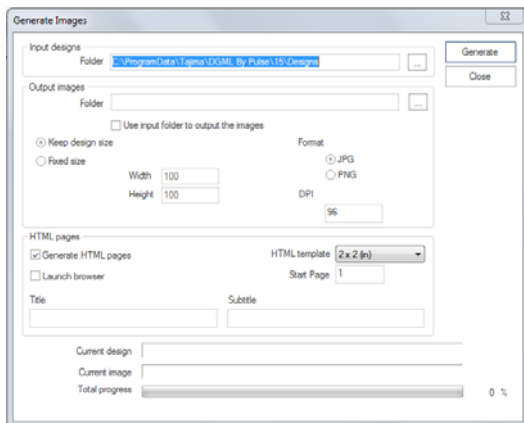 Generate Images
Input designs
Folder C:\ProgramData\Tajima\DGML By Pulse\15\Designs ... Generate
Close
Output images
Folder ...
Use input folder to output the images
Keep design size Format
Fixed size JPG
Width 100 PNG
Height 100 DPI
96
HTML pages
Generate HTML pages HTML template 2 x 2 (in)
Launch browser Start Page 1
Title Subtitle
Current design
Current image
Total progress 0 %